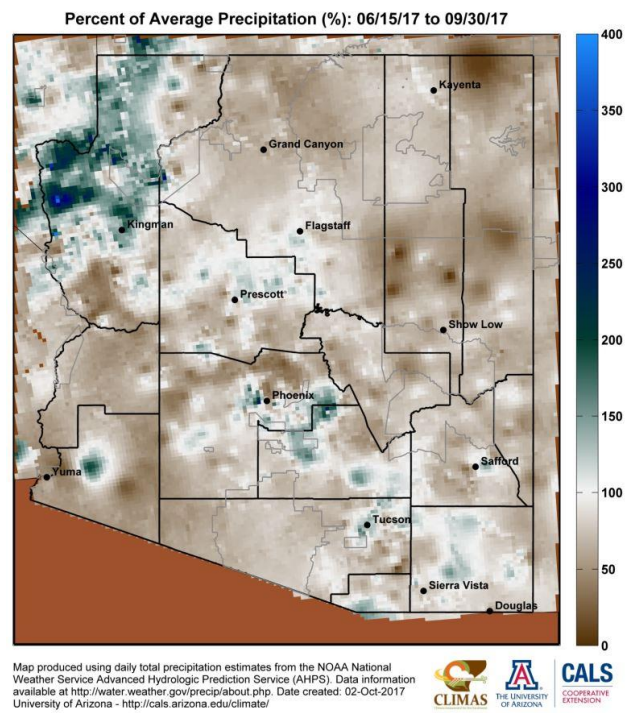 Percent of Average Precipitation (%): 06/15/17 to 09/30/17
400
350
300
250
200
150
100
50
0
Kayenta
Grand Canyon
Kingman
Flagstaff
Prescott
Show Low
Phoenix
Safford
Yuma
Tucson
Sierra Vista
Douglas
Map produced using daily total precipitation estimates from the NOAA National
Weather Service Advanced Hydrologic Prediction Service (AHPS). Data information
available at http://water.weather.gov/precip/about.php. Date created: 02-Oct-2017
University of Arizona - http://cals.arizona.edu/climate/
CLIMAS
A
THE UNIVERSITY
OF ARIZONA
CALS
COOPERATIVE
EXTENSION